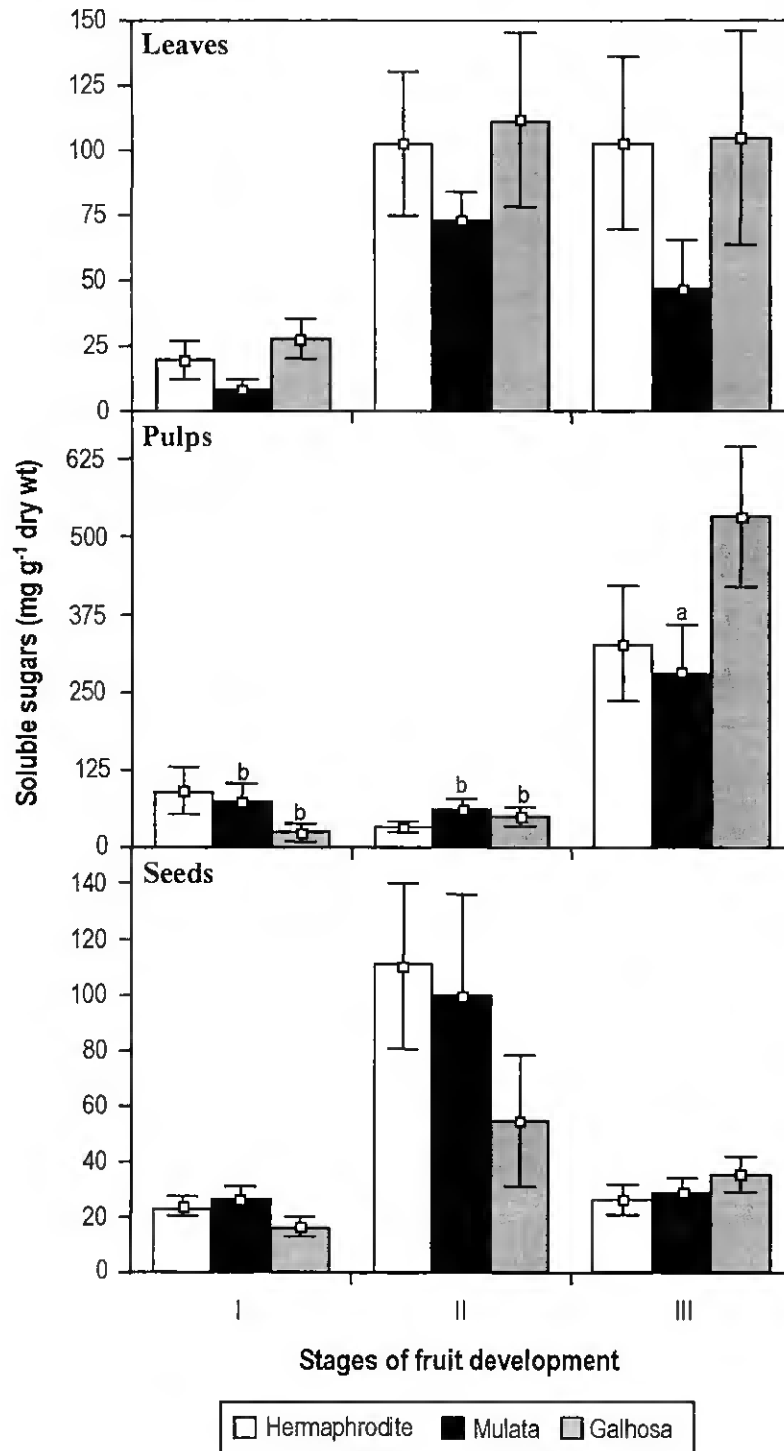 150
Leaves
125
100
75
50
25
0
Pulps
625
500
375
a
250
125
b
b
b
b
0
Seeds
140
120
100
80
60
40
20
0
Soluble sugars (mg g⁻¹ dry wt)
I II III
Stages of fruit development
Hermaphrodite Mulata Galhosa